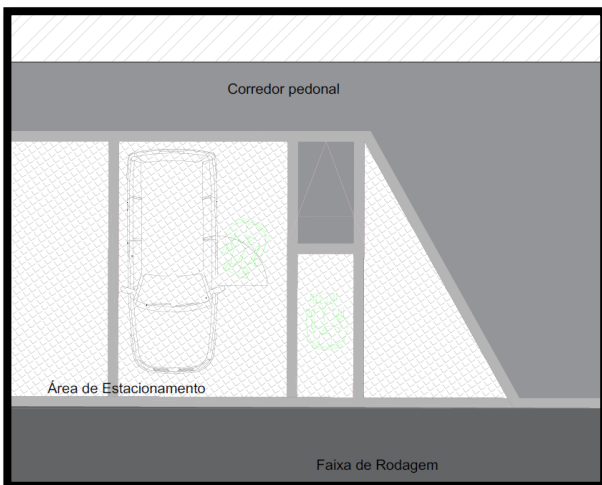 Corredor pedonal
Área de Estacionamento
Faixa de Rodagem